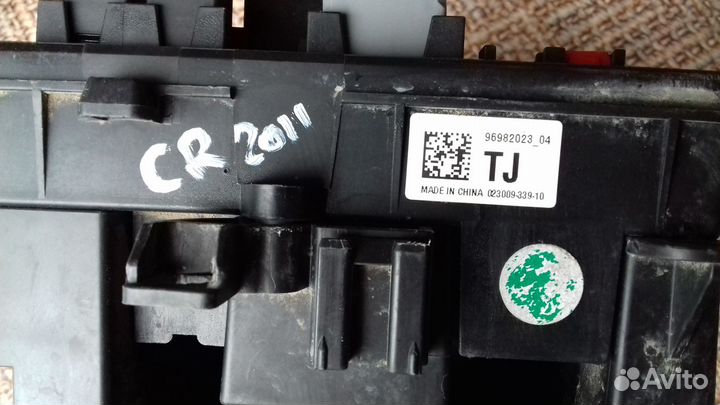 CR 2011
96982023_04
TJ
MADE IN CHINA 023009-339-10
Avito